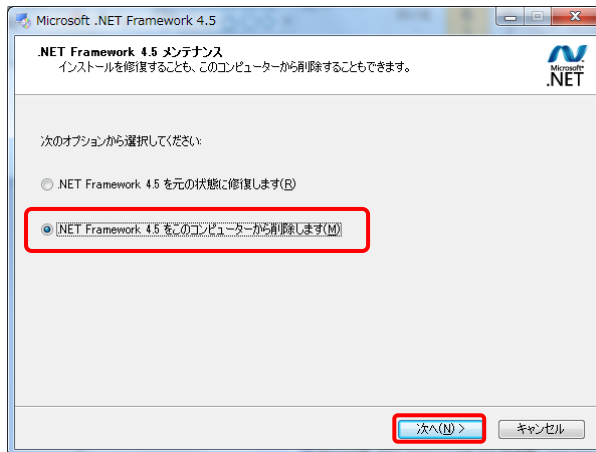 Microsoft .NET Framework 4.5
.NET Framework 4.5 メンテナンス
インストールを修復することも、このコンピューターから削除することもできます。
Microsoft
.NET
次のオプションから選択してください:
.NET Framework 4.5 を元の状態に修復します(R)
.NET Framework 4.5 をこのコンピューターから削除します(M)
次へ(N) >
キャンセル